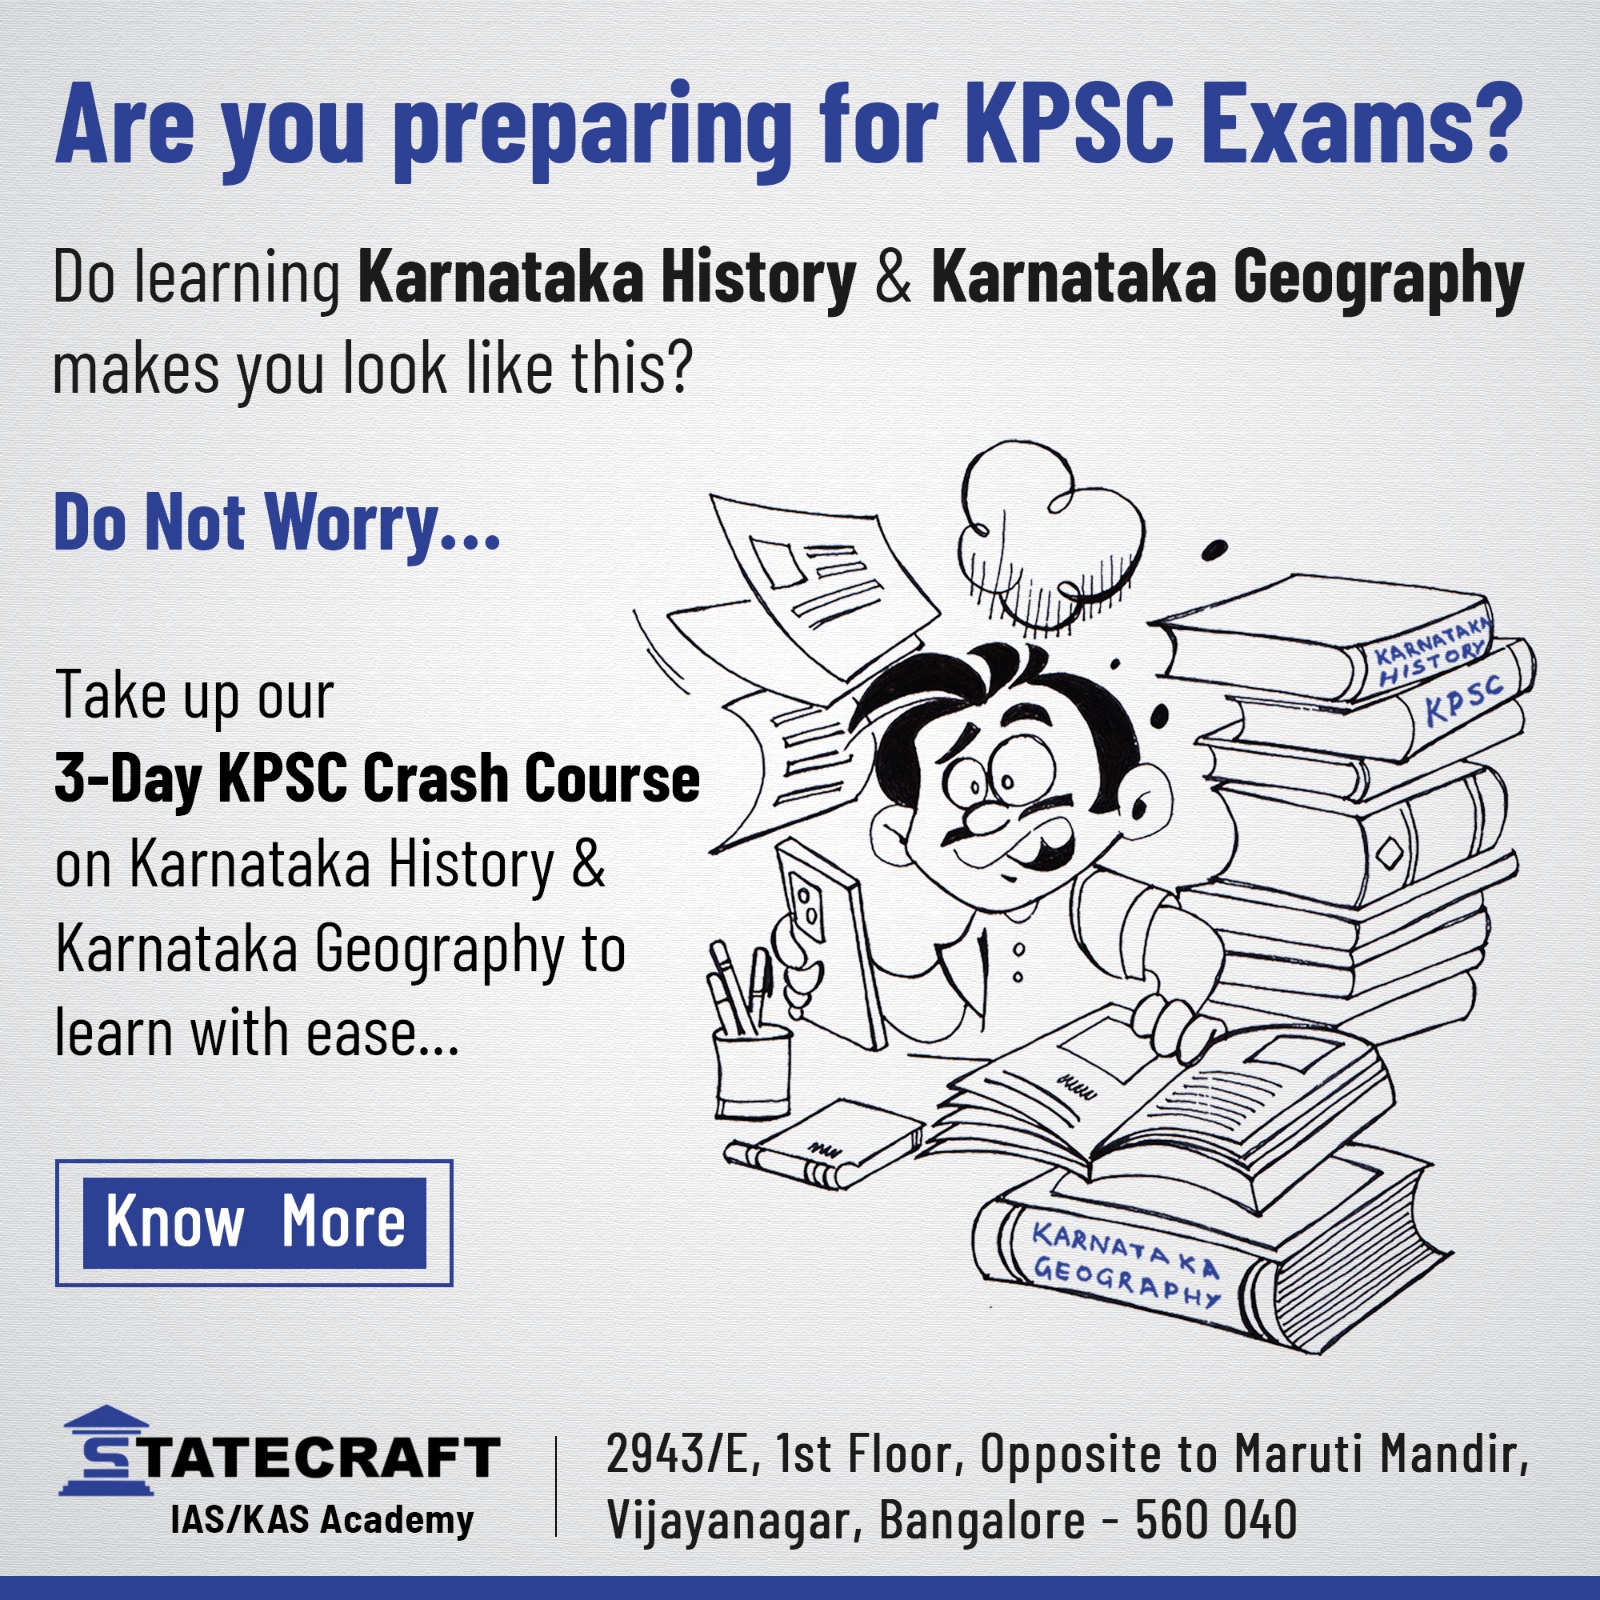 Are you preparing for KPSC Exams?
Do learning Karnataka History & Karnataka Geography
makes you look like this?
Do Not Worry...
Take up our
3-Day KPSC Crash Course
on Karnataka History &
Karnataka Geography to
learn with ease...
KARNATAKA
HISTORY
KPSC
KARNATAKA
GEOGRAPHY
Know More
STATECRAFT
IAS/KAS Academy
2943/E, 1st Floor, Opposite to Maruti Mandir,
Vijayanagar, Bangalore - 560 040